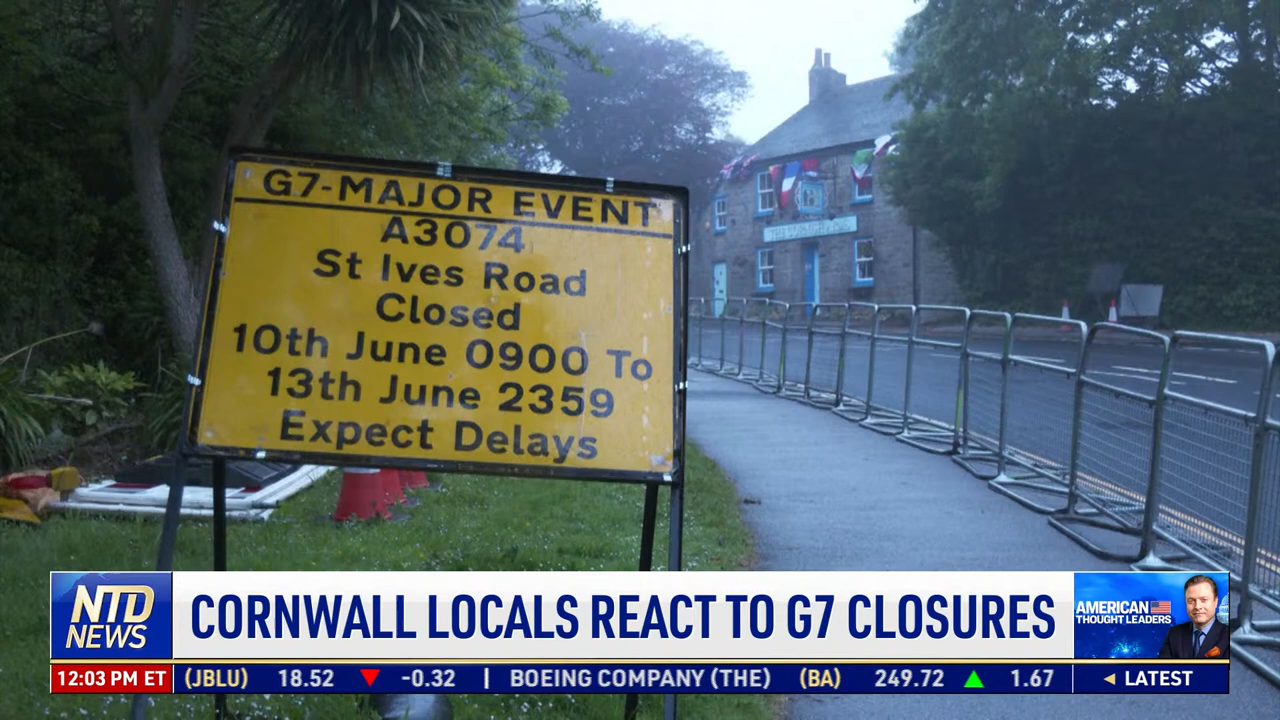 G7-MAJOR EVENT
A3074
St Ives Road
Closed
10th June 0900 To
13th June 2359
Expect Delays
NTD
NEWS
CORNWALL LOCALS REACT TO G7 CLOSURES
AMERICAN
THOUGHT LEADERS
12:03 PM ET
(JBLU) 18.52 ▼ -0.32 | BOEING COMPANY (THE) (BA) 249.72 ▲ 1.67
◄ LATEST